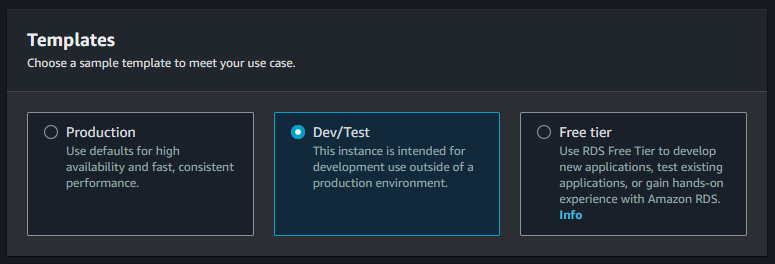 Templates
Choose a sample template to meet your use case.
Production
Use defaults for high
availability and fast, consistent
performance.
Dev/Test
This instance is intended for
development use outside of a
production environment.
Free tier
Use RDS Free Tier to develop
new applications, test existing
applications, or gain hands-on
experience with Amazon RDS.
Info